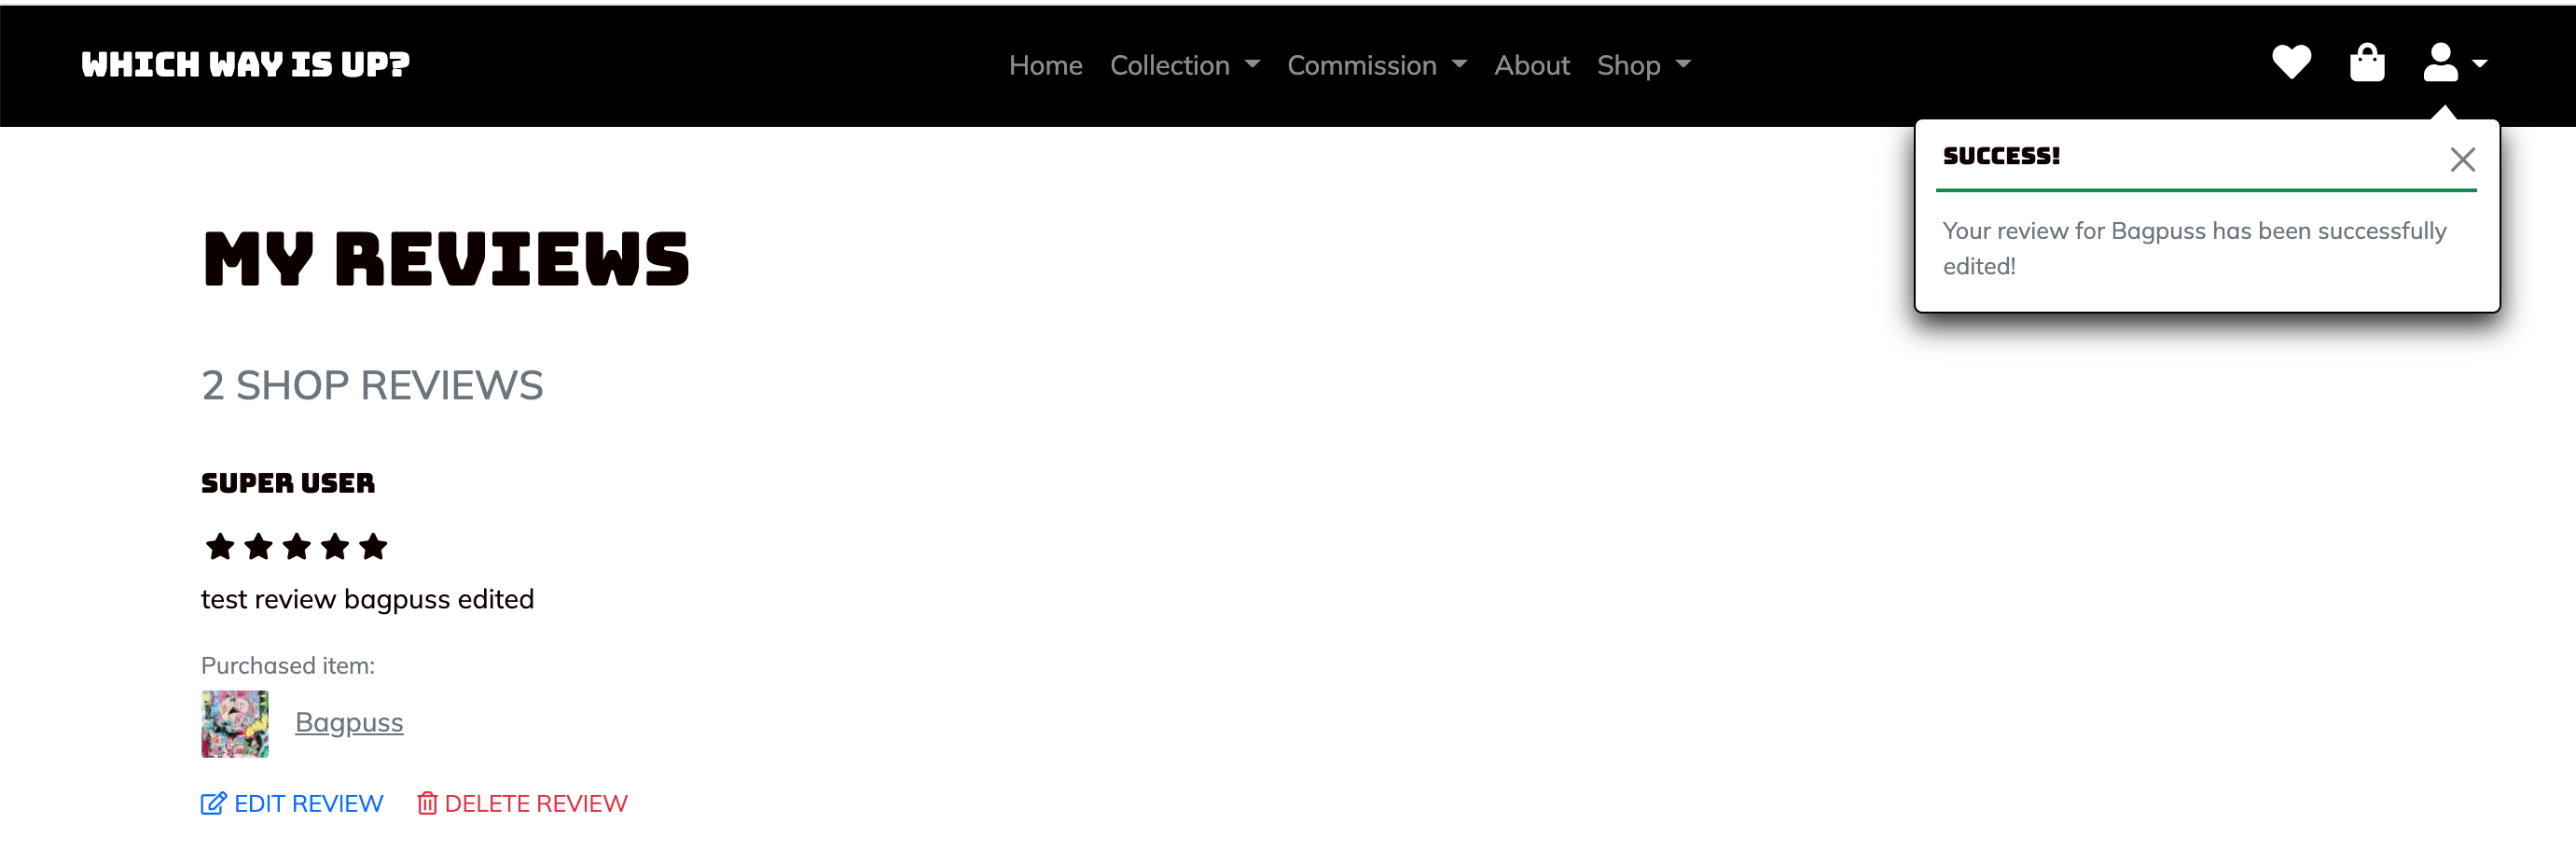 WHICH WAY IS UP?
Home Collection Commission About Shop
SUCCESS!
Your review for Bagpuss has been successfully
edited!
MY REVIEWS
2 SHOP REVIEWS
SUPER USER
test review bagpuss edited
Purchased item:
Bagpuss
EDIT REVIEW DELETE REVIEW